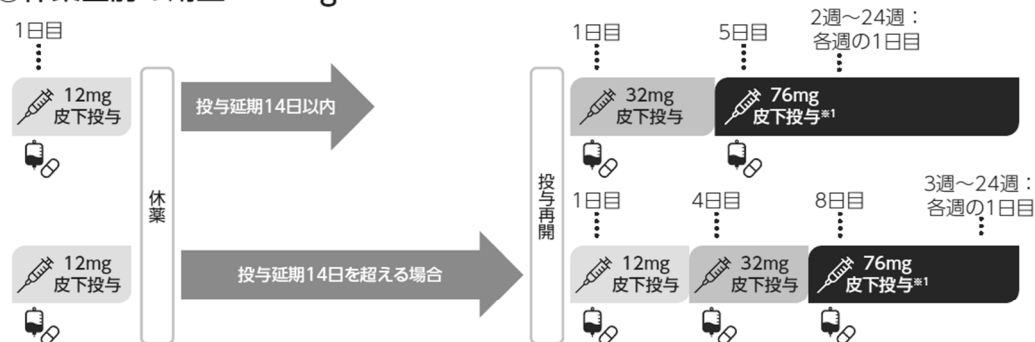 1日目
12mg
皮下投与
休薬
投与延期14日以内
投与再開
1日目
5日目
2週〜24週：
各週の1日目
32mg
皮下投与
76mg
皮下投与※1
12mg
皮下投与
投与延期14日を超える場合
1日目
4日目
8日目
3週〜24週：
各週の1日目
12mg
皮下投与
32mg
皮下投与
76mg
皮下投与※1